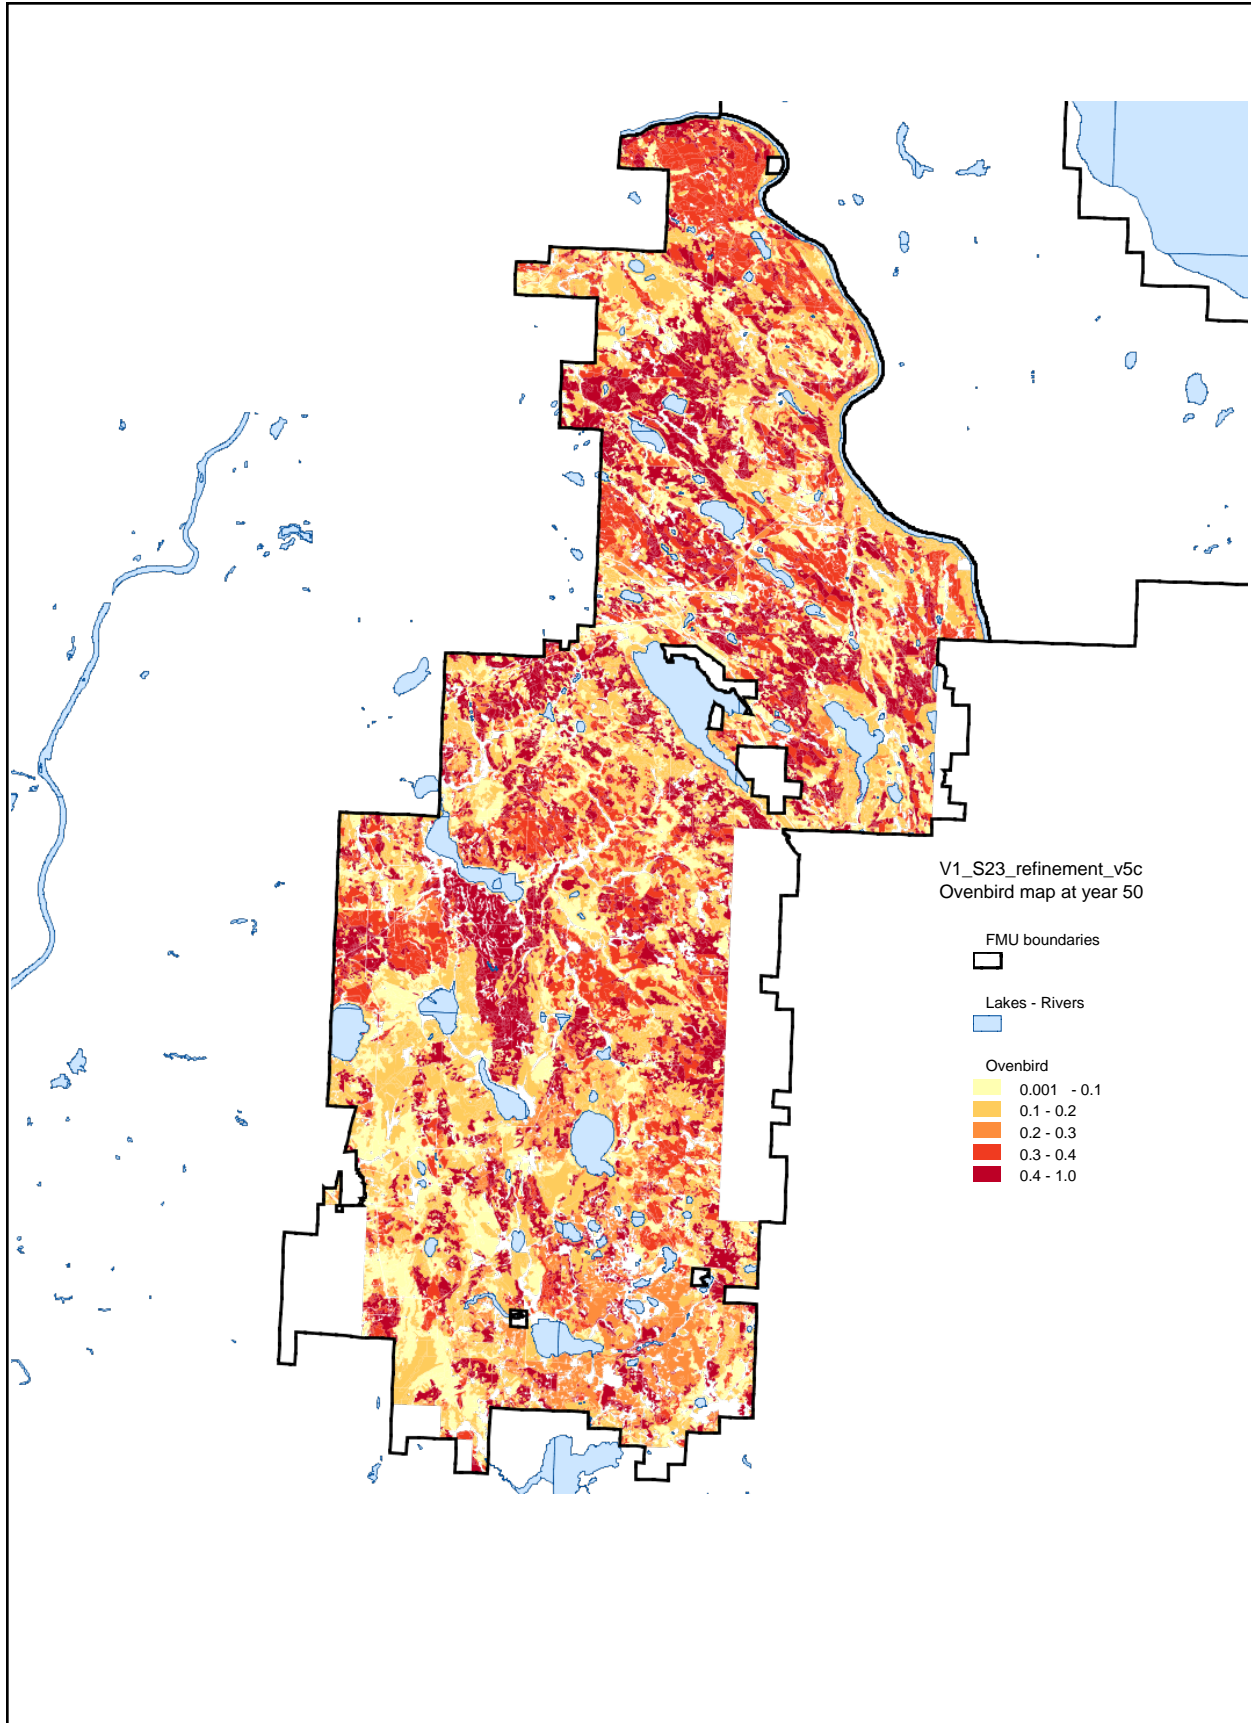 V1_S23_refinement_v5c
Ovenbird map at year 50
FMU boundaries
Lakes - Rivers
Ovenbird
0.001 - 0.1
0.1 - 0.2
0.2 - 0.3
0.3 - 0.4
0.4 - 1.0